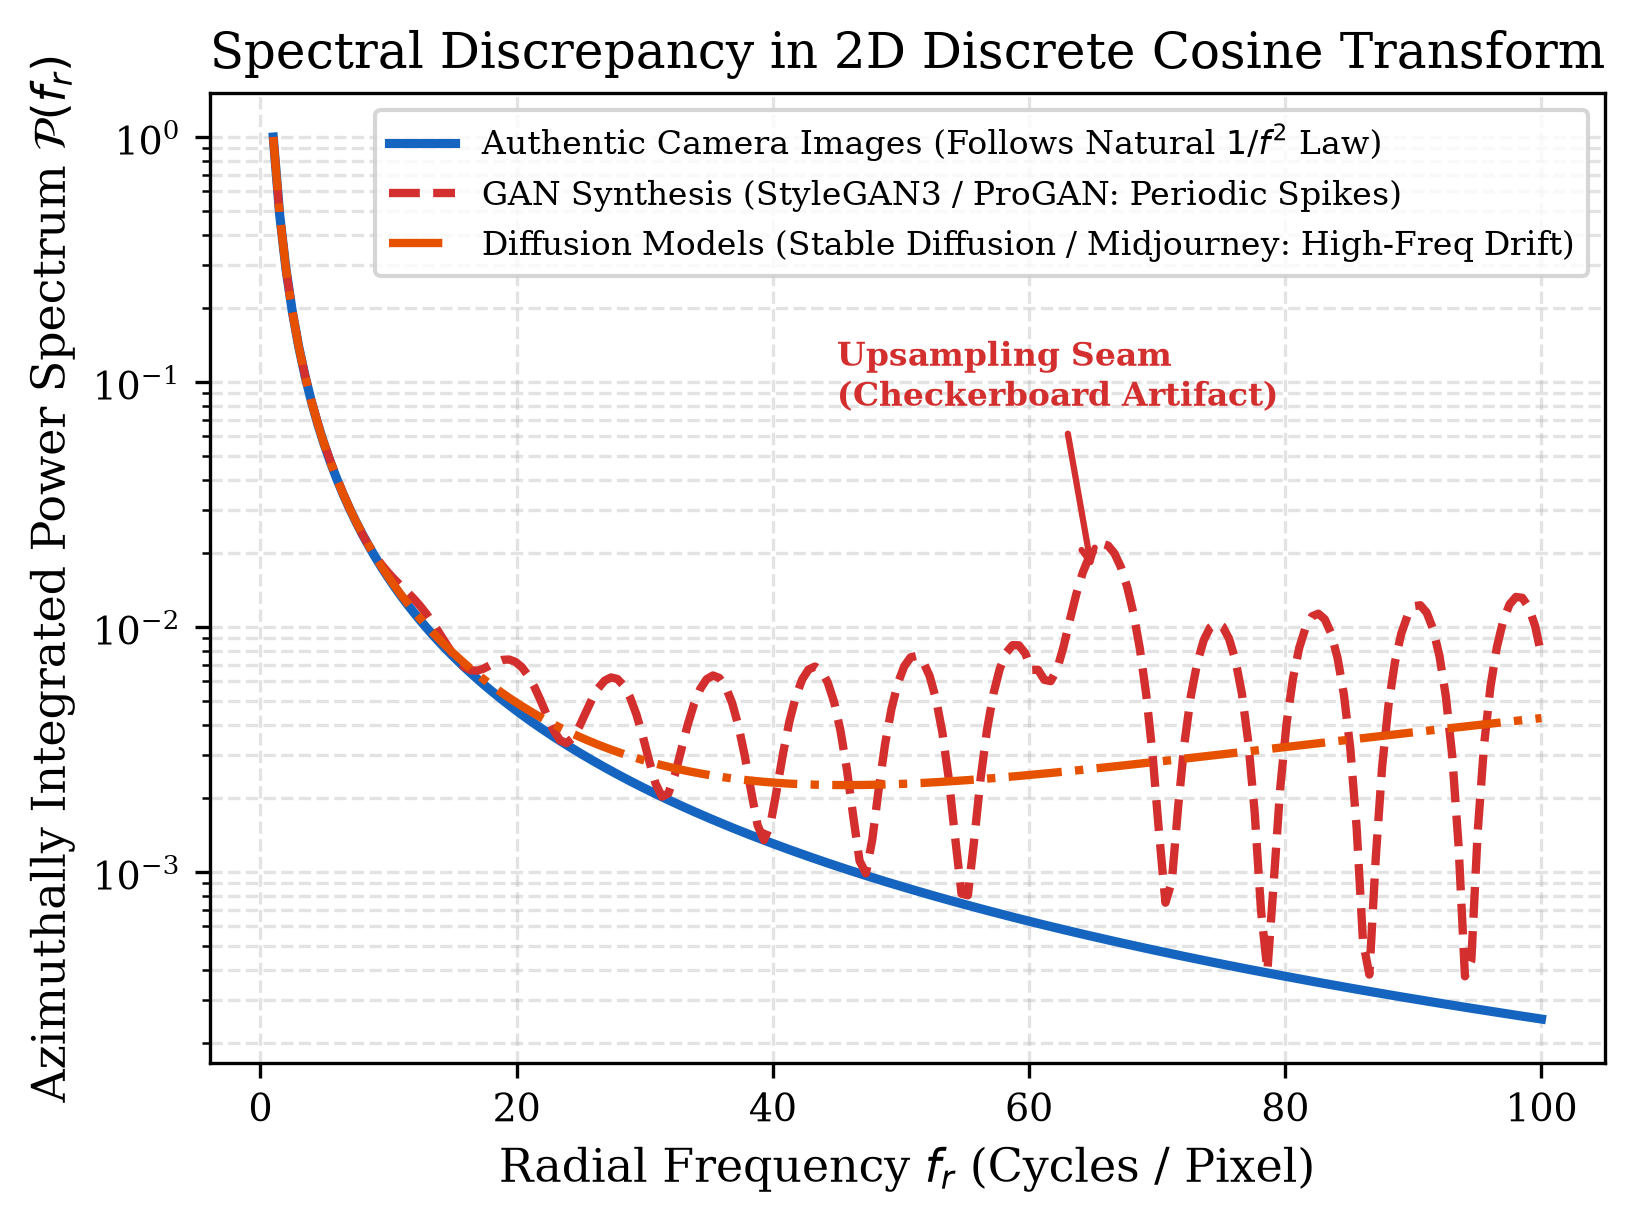 Spectral Discrepancy in 2D Discrete Cosine Transform
Azimuthally Integrated Power Spectrum 𝒫(fᵣ)
10⁰
10⁻¹
10⁻²
10⁻³
Authentic Camera Images (Follows Natural 1/f² Law)
GAN Synthesis (StyleGAN3 / ProGAN: Periodic Spikes)
Diffusion Models (Stable Diffusion / Midjourney: High-Freq Drift)
Upsampling Seam
(Checkerboard Artifact)
0 20 40 60 80 100
Radial Frequency fᵣ (Cycles / Pixel)